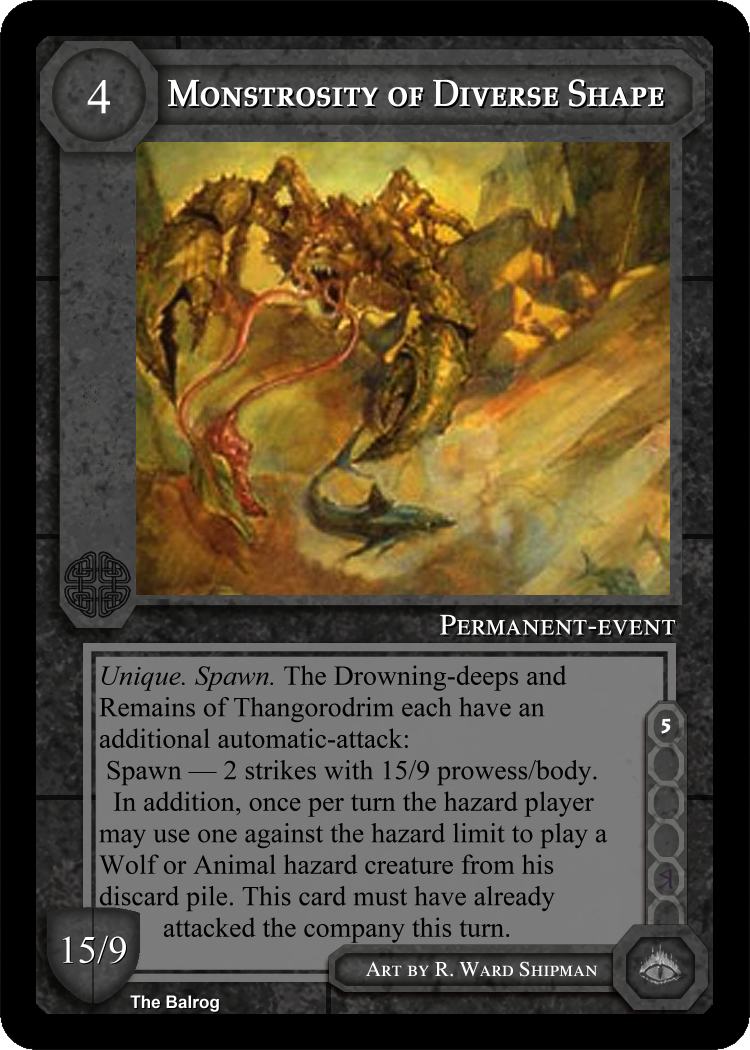 4
Monstrosity of Diverse Shape
Permanent-event
Unique. Spawn. The Drowning-deeps and
Remains of Thangorodrim each have an
additional automatic-attack:
Spawn — 2 strikes with 15/9 prowess/body.
In addition, once per turn the hazard player
may use one against the hazard limit to play a
Wolf or Animal hazard creature from his
discard pile. This card must have already
attacked the company this turn.
5
15/9
Art by R. Ward Shipman
The Balrog